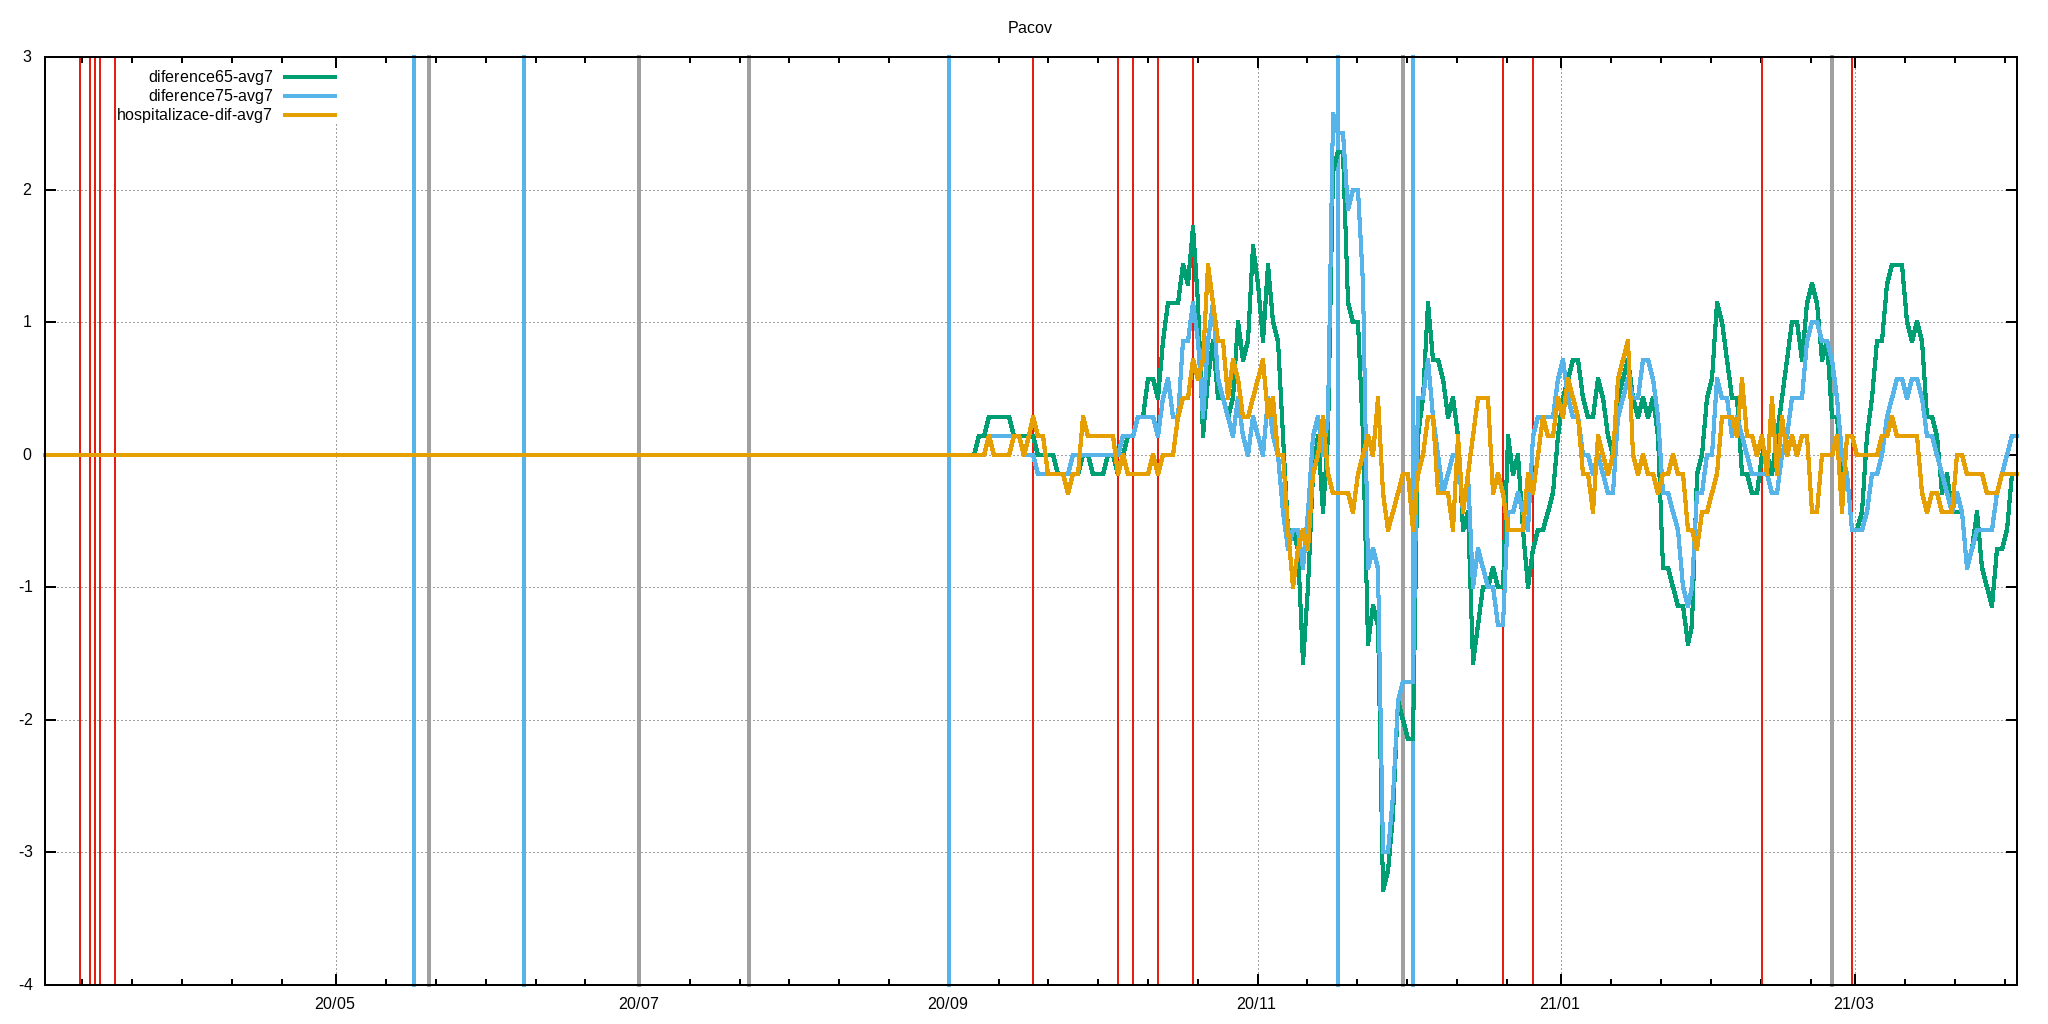 Pacov
3
diference65-avg7
diference75-avg7
hospitalizace-dif-avg7
2
1
0
-1
-2
-3
-4
20/05 20/07 20/09 20/11 21/01 21/03